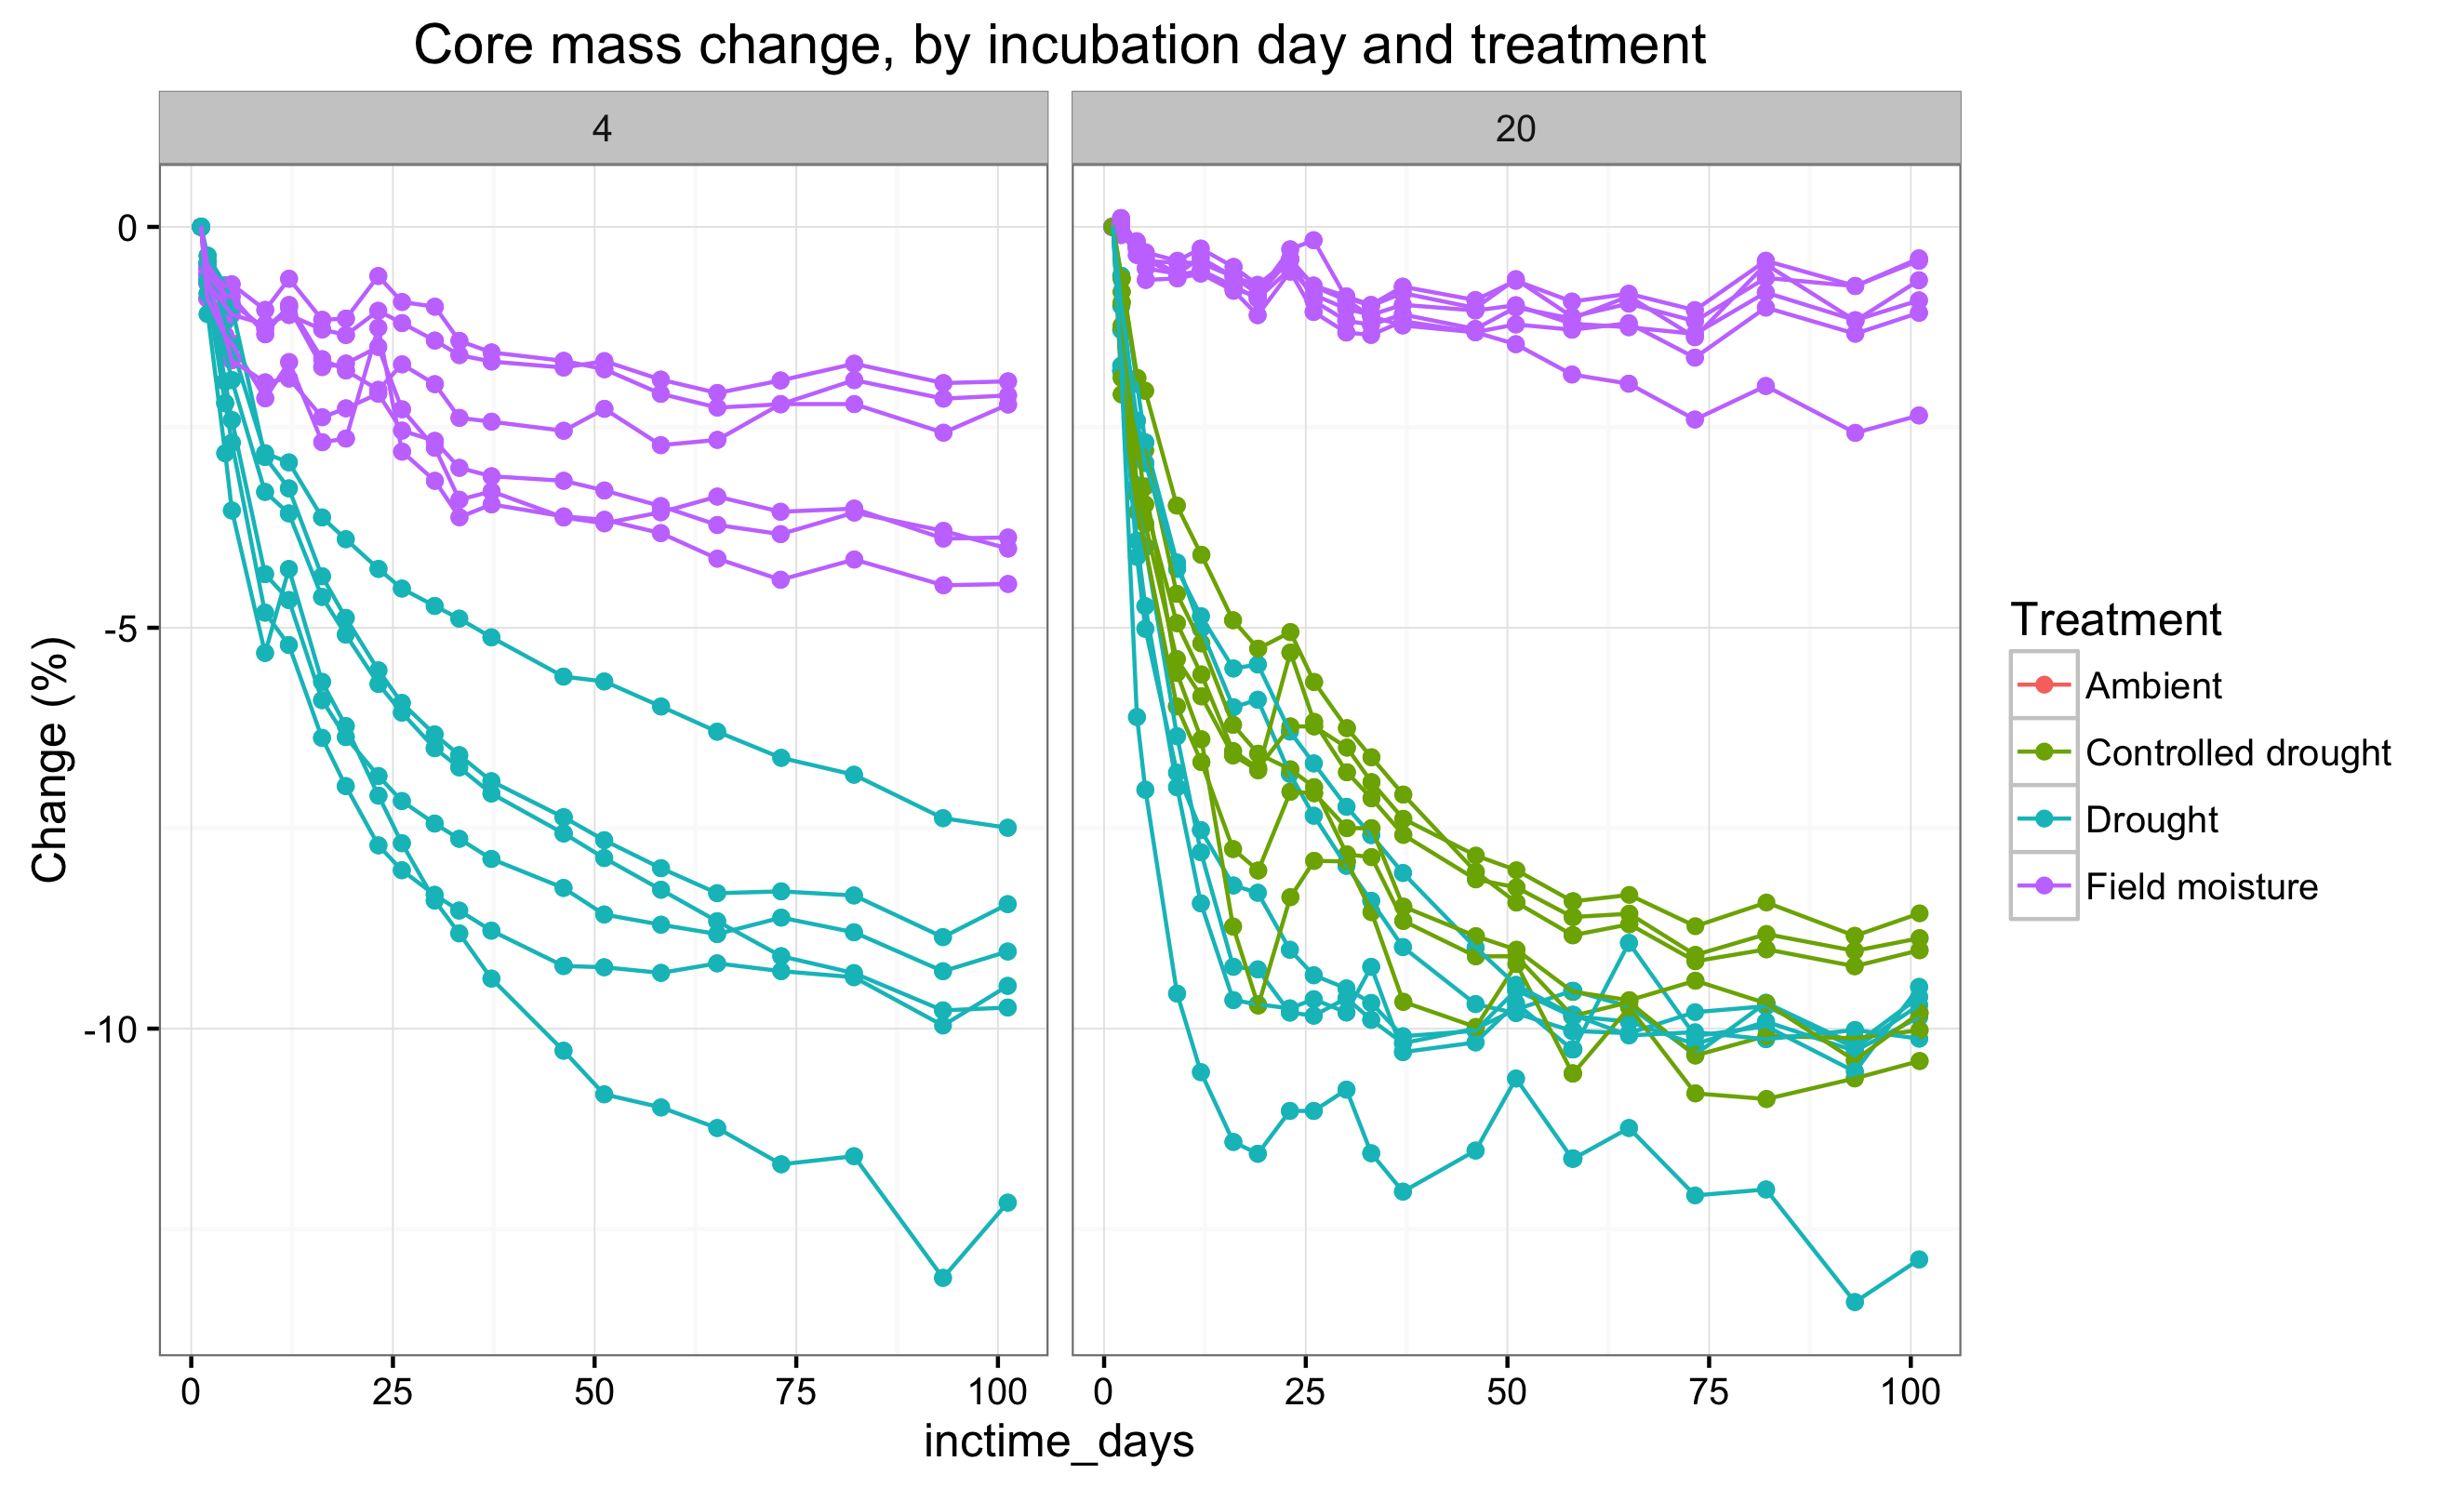 Core mass change, by incubation day and treatment
4
20
0
-5
-10
Change (%)
0 25 50 75 100
0 25 50 75 100
inctime_days
Treatment
Ambient
Controlled drought
Drought
Field moisture